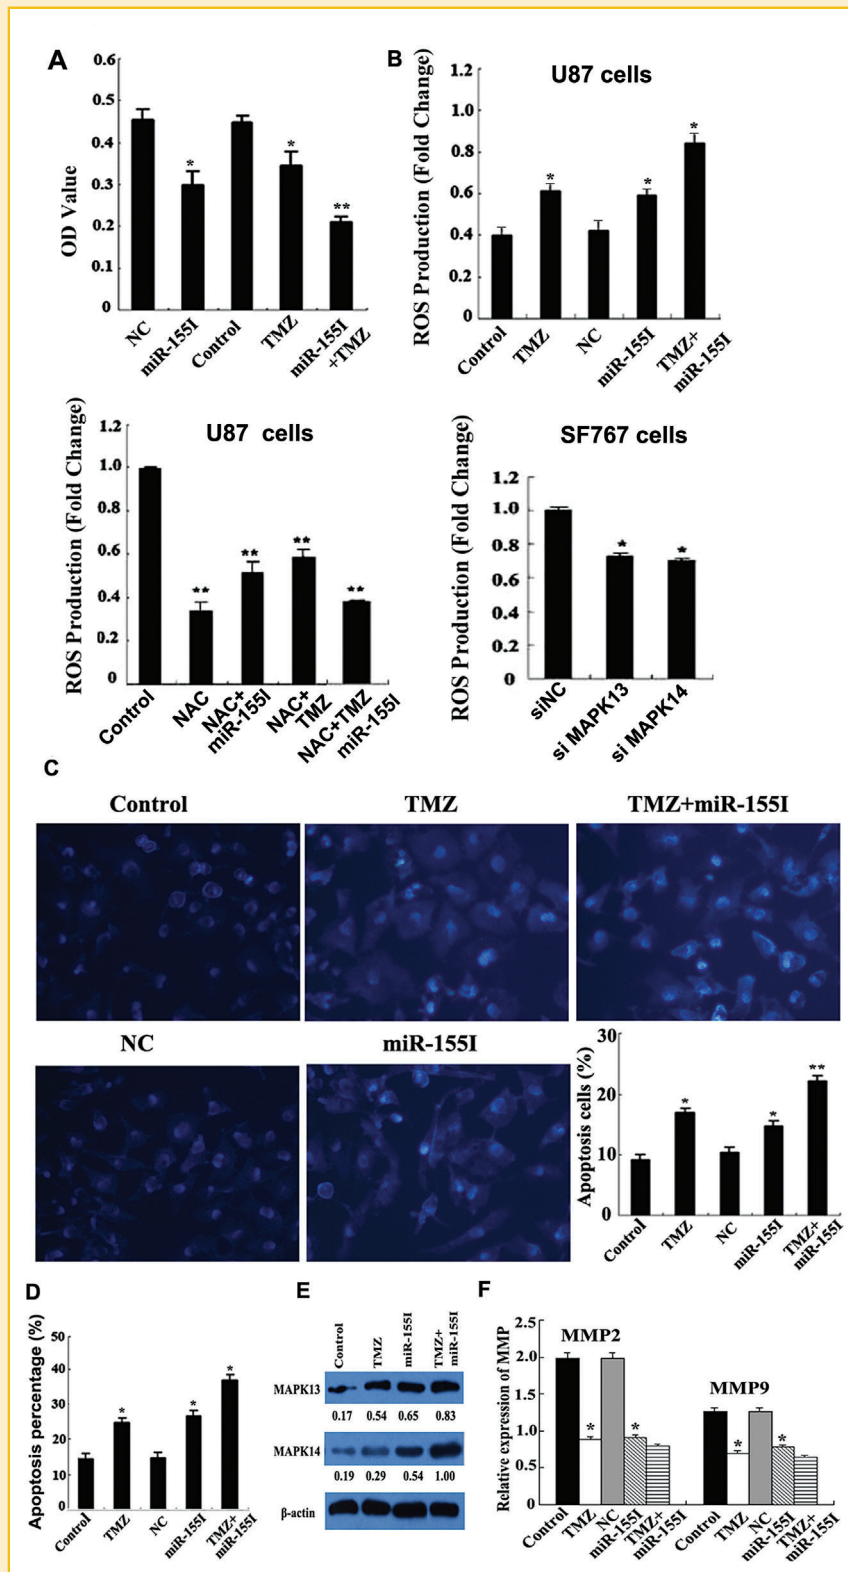 A
OD Value
0.6
0.5
0.4
0.3
0.2
0.1
0
*
*
**
NC
miR-155I
Control
TMZ
miR-155I
+TMZ
B
U87 cells
ROS Production (Fold Change)
1.2
1.0
0.8
0.6
0.4
0.2
0
*
*
*
Control
TMZ
NC
miR-155I
TMZ+
miR-155I
U87 cells
ROS Production (Fold Change)
1.2
1.0
0.8
0.6
0.4
0.2
0
**
**
**
**
Control
NAC
NAC+
miR-155I
NAC+
TMZ
NAC+TMZ
miR-155I
SF767 cells
ROS Production (Fold Change)
1.2
1.0
0.8
0.6
0.4
0.2
0
*
*
siNC
si MAPK13
si MAPK14
C
Control
TMZ
TMZ+miR-155I
NC
miR-155I
Apoptosis cells (%)
30
20
10
0
*
*
**
Control
TMZ
NC
miR-155I
TMZ+
miR-155I
D
Apoptosis percentage (%)
50
40
30
20
10
0
*
*
*
Control
TMZ
NC
miR-155I
TMZ+
miR-155I
E
Control
TMZ
miR-155I
TMZ+
miR-155I
MAPK13
0.17 0.54 0.65 0.83
MAPK14
0.19 0.29 0.54 1.00
β-actin
F
Relative expression of MMP
2.5
2.0
1.5
1.0
0.5
0
MMP2
*
*
MMP9
*
*
Control
TMZ
NC
miR-155I
TMZ+
miR-155I
Control
TMZ
NC
miR-155I
TMZ+
miR-155I